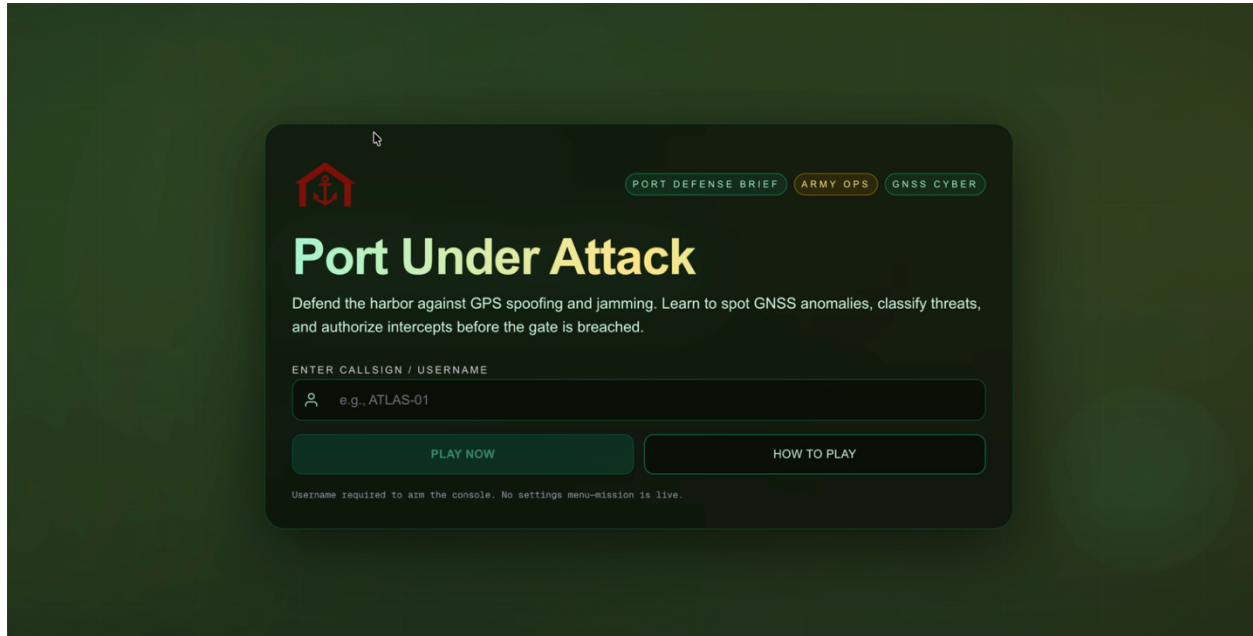 PORT DEFENSE BRIEF
ARMY OPS
GNSS CYBER
Port Under Attack
Defend the harbor against GPS spoofing and jamming. Learn to spot GNSS anomalies, classify threats,
and authorize intercepts before the gate is breached.
ENTER CALLSIGN / USERNAME
e.g., ATLAS-01
PLAY NOW
HOW TO PLAY
Username required to arm the console. No settings menu—mission is live.